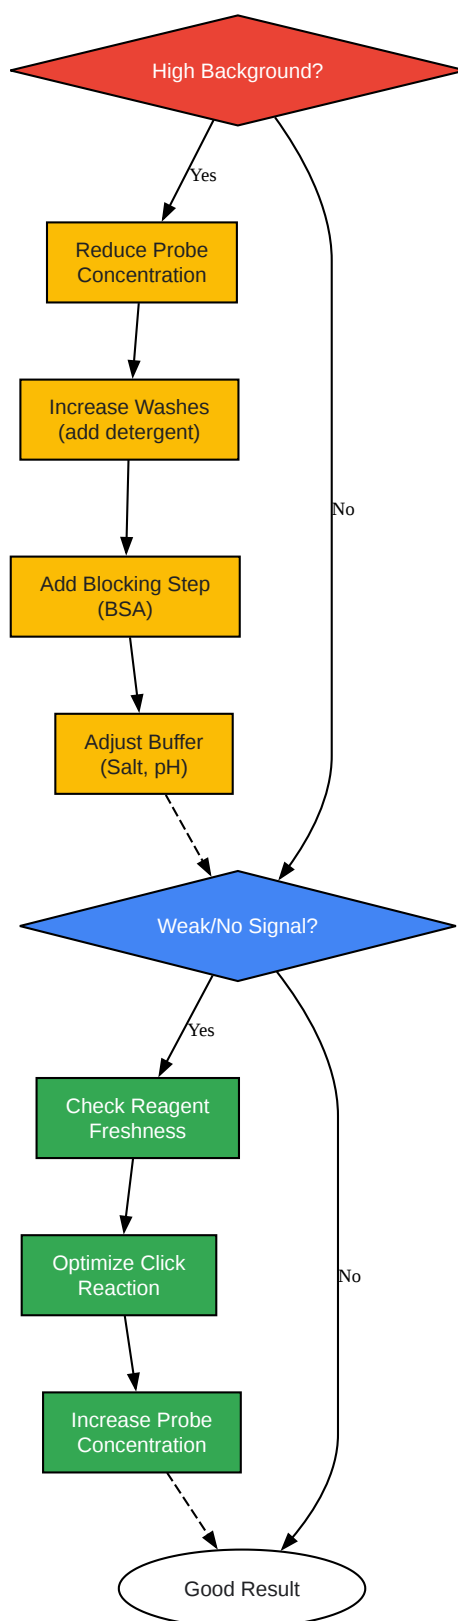 High Background?
Yes
Reduce Probe
Concentration
Increase Washes
(add detergent)
No
Add Blocking Step
(BSA)
Adjust Buffer
(Salt, pH)
Weak/No Signal?
Yes
Check Reagent
Freshness
Optimize Click
Reaction
No
Increase Probe
Concentration
Good Result